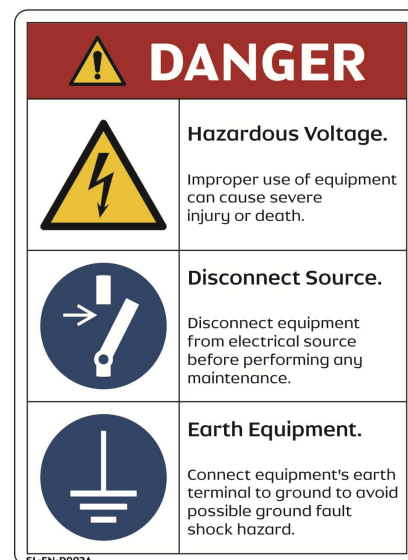 DANGER
Hazardous Voltage.
Improper use of equipment
can cause severe
injury or death.
Disconnect Source.
Disconnect equipment
from electrical source
before performing any
maintenance.
Earth Equipment.
Connect equipment's earth
terminal to ground to avoid
possible ground fault
shock hazard.